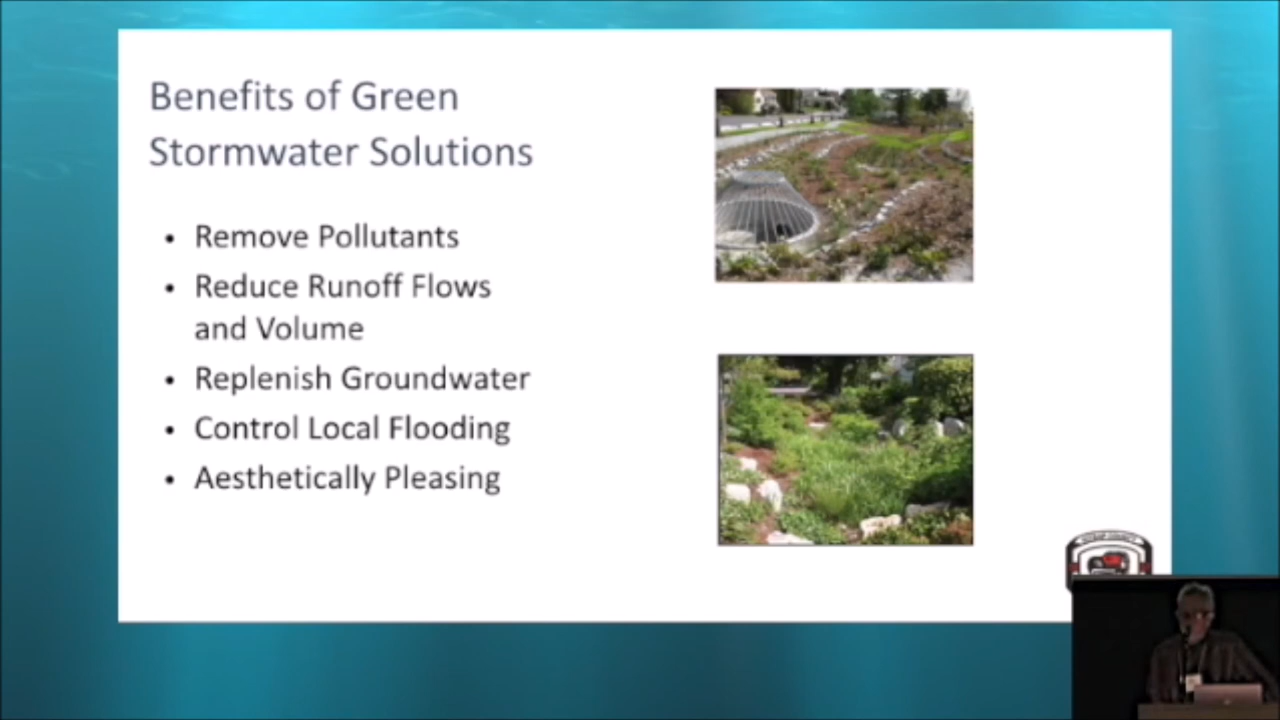 Benefits of Green
Stormwater Solutions
• Remove Pollutants
• Reduce Runoff Flows
and Volume
• Replenish Groundwater
• Control Local Flooding
• Aesthetically Pleasing